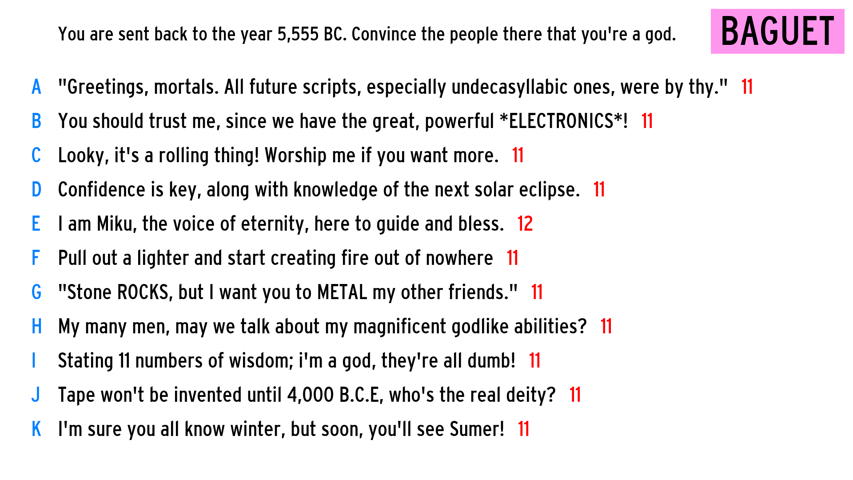 You are sent back to the year 5,555 BC. Convince the people there that you're a god.
BAGUET
A "Greetings, mortals. All future scripts, especially undecasyllabic ones, were by thy." 11
B You should trust me, since we have the great, powerful *ELECTRONICS*! 11
C Looky, it's a rolling thing! Worship me if you want more. 11
D Confidence is key, along with knowledge of the next solar eclipse. 11
E I am Miku, the voice of eternity, here to guide and bless. 12
F Pull out a lighter and start creating fire out of nowhere 11
G "Stone ROCKS, but I want you to METAL my other friends." 11
H My many men, may we talk about my magnificent godlike abilities? 11
I Stating 11 numbers of wisdom; i'm a god, they're all dumb! 11
J Tape won't be invented until 4,000 B.C.E, who's the real deity? 11
K I'm sure you all know winter, but soon, you'll see Sumer! 11